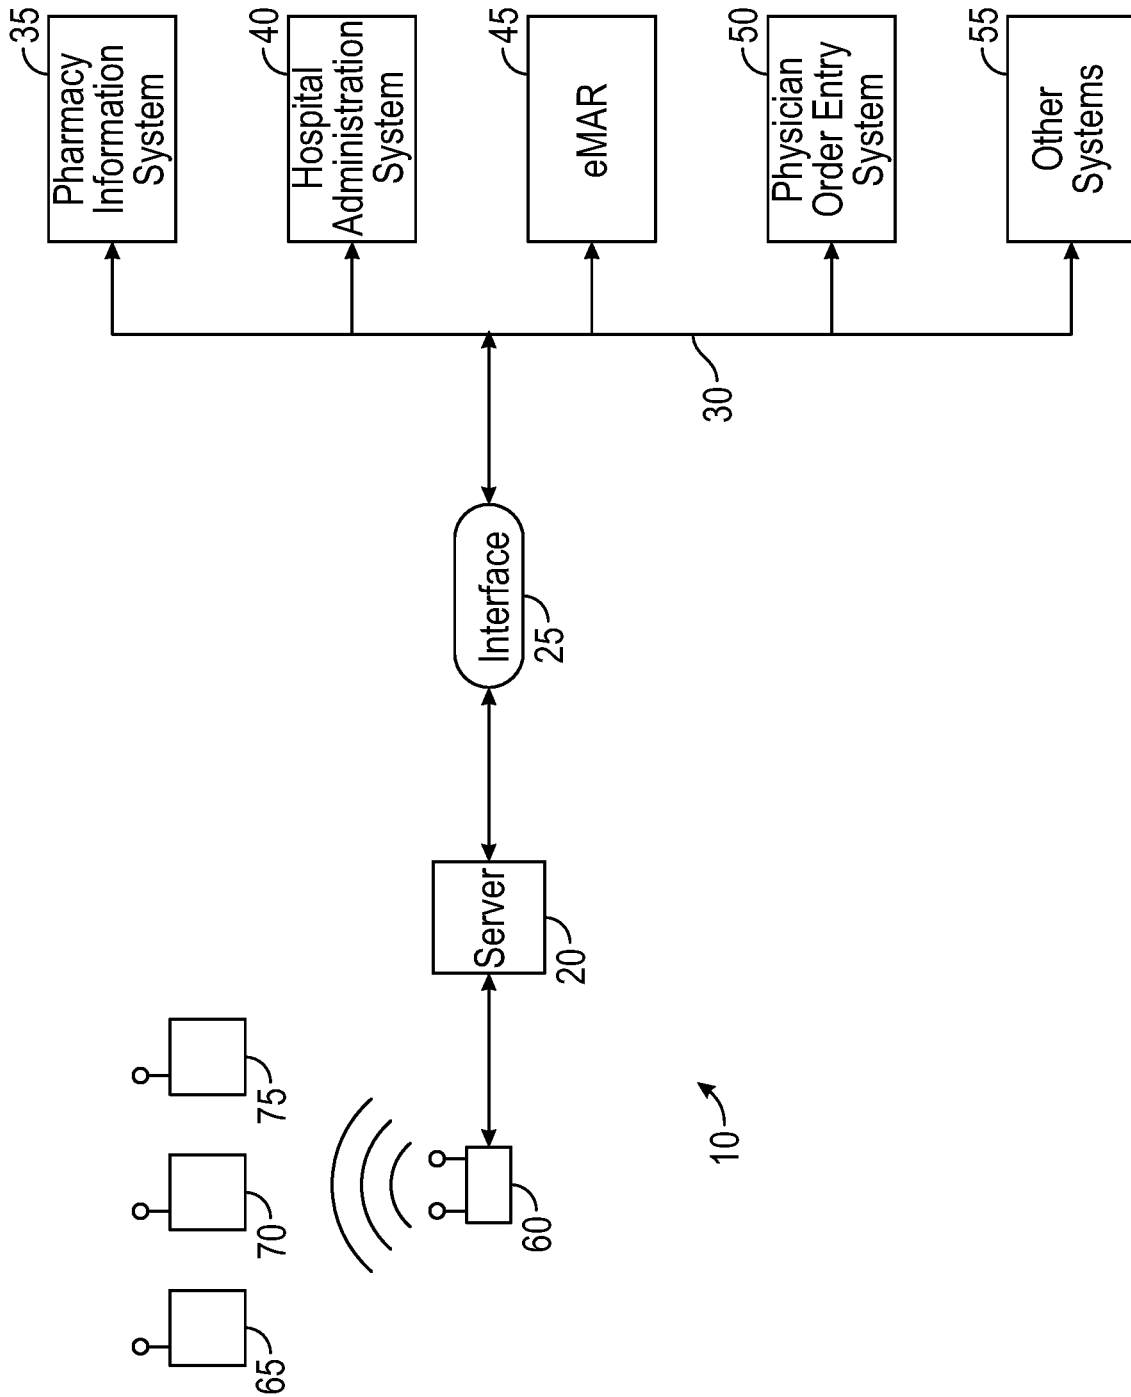 35
Pharmacy
Information
System
40
Hospital
Administration
System
45
eMAR
50
Physician
Order Entry
System
55
Other
Systems
30
Interface
25
Server
20
60
65
70
75
10